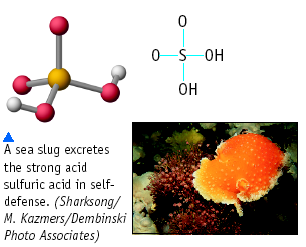 O
O S OH
OH
A sea slug excretes
the strong acid
sulfuric acid in self-
defense. (Sharksong/
M. Kazmers/Dembinski
Photo Associates)